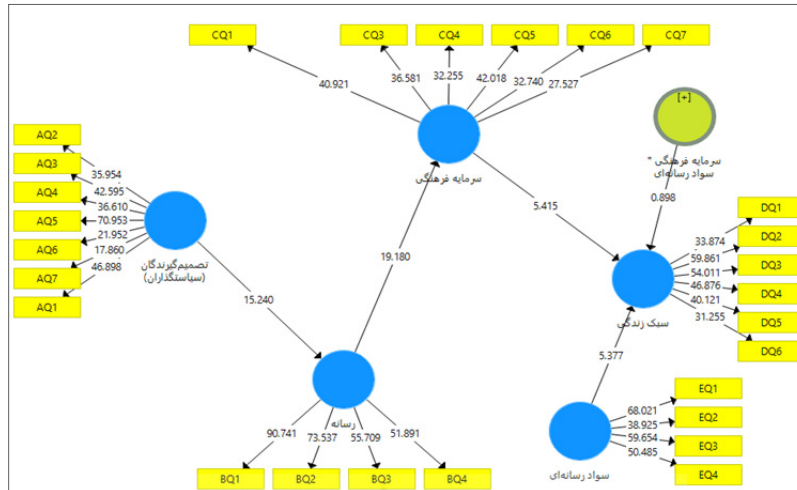 CQ1
CQ3
CQ4
CQ5
CQ6
CQ7
40.921
36.581
32.255
42.018
32.740
27.527
سرمایه فرهنگی
[+]
سرمایه فرهنگی *
سواد رسانه‌ای
0.898
AQ2
AQ3
AQ4
AQ5
AQ6
AQ7
AQ1
35.954
42.595
36.610
70.953
21.952
17.860
46.898
تصمیم‌گیرندگان
(سیاستگذاران)
15.240
19.180
5.415
DQ1
DQ2
DQ3
DQ4
DQ5
DQ6
33.874
59.861
54.011
46.876
40.121
31.255
سبک زندگی
5.377
رسانه
90.741
73.537
55.709
51.891
BQ1
BQ2
BQ3
BQ4
سواد رسانه‌ای
68.021
38.925
59.654
50.485
EQ1
EQ2
EQ3
EQ4